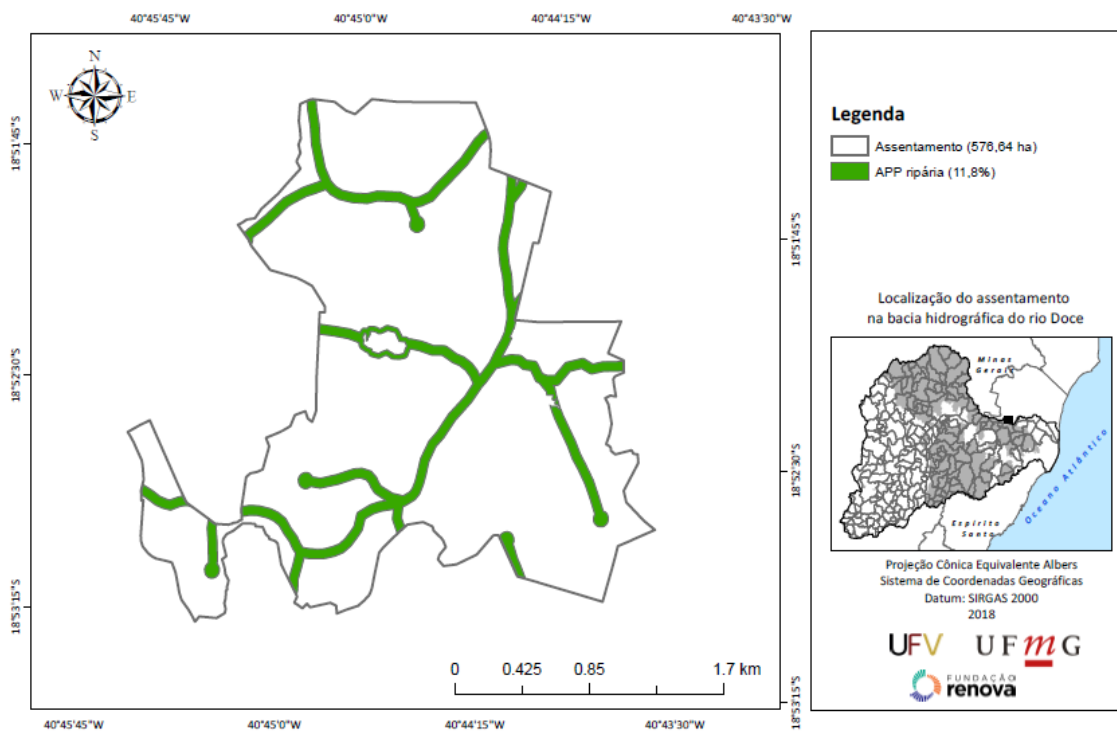 40°45'45"W 40°45'0"W 40°44'15"W 40°43'30"W
N
W E
S
18°51'45"S
18°52'30"S
18°53'15"S
18°51'45"S
18°52'30"S
18°53'15"S
0 0.425 0.85 1.7 km
40°45'45"W 40°45'0"W 40°44'15"W 40°43'30"W
Legenda
Assentamento (576,64 ha)
APP ripária (11,8%)
Localização do assentamento
na bacia hidrográfica do rio Doce
Minas
Gerais
Oceano Atlântico
Espírito
Santo
Projeção Cônica Equivalente Albers
Sistema de Coordenadas Geográficas
Datum: SIRGAS 2000
2018
UFV UFmG
FUNDAÇÃO
renova